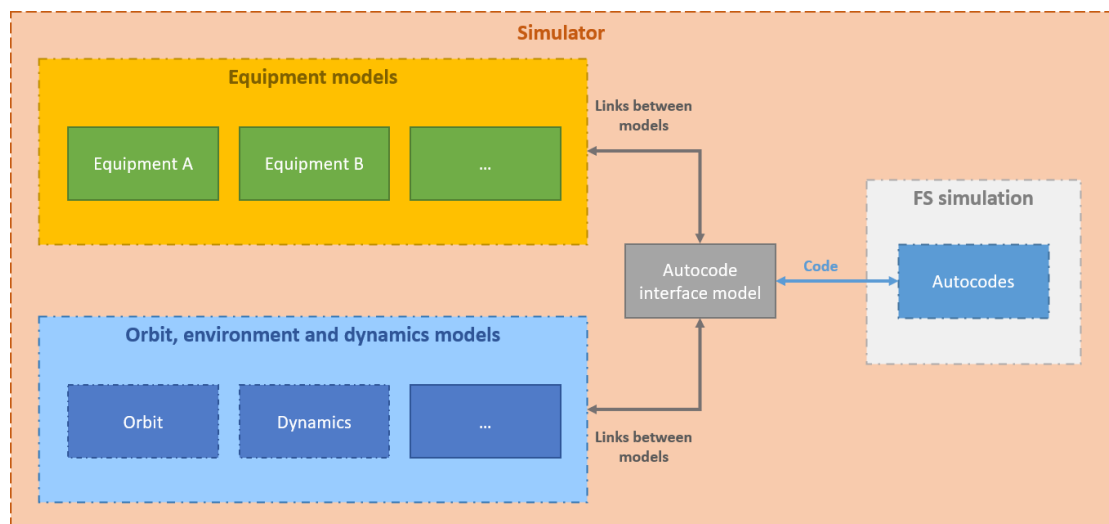 Simulator
Equipment models
Equipment A
Equipment B
...
Links between
models
FS simulation
Autocode
interface model
Code
Autocodes
Orbit, environment and dynamics models
Orbit
Dynamics
...
Links between
models